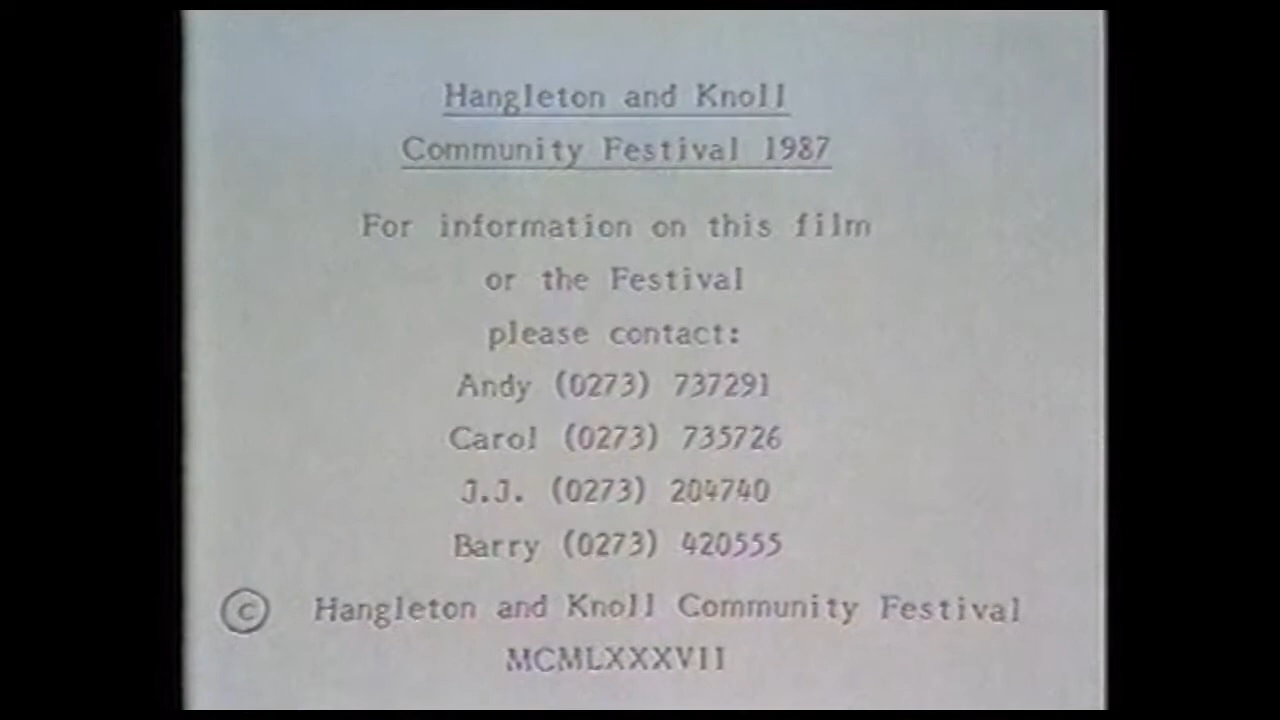 Hangleton and Knoll
Community Festival 1987
For information on this film
or the Festival
please contact:
Andy (0273) 737291
Carol (0273) 735726
J.J. (0273) 204740
Barry (0273) 420555
© Hangleton and Knoll Community Festival
MCMLXXXVII